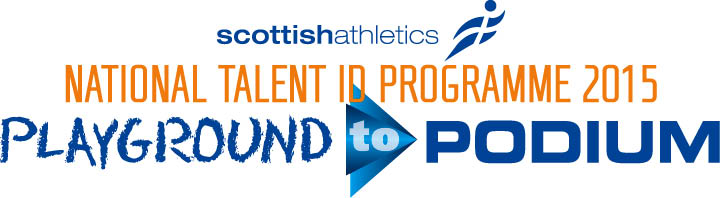 scottishathletics
NATIONAL TALENT ID PROGRAMME 2015
PLAYGROUND to PODIUM